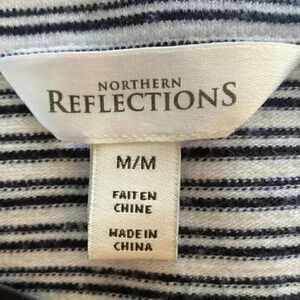 NORTHERN
REFLECTIONS
M/M
FAIT EN
CHINE
MADE IN
CHINA